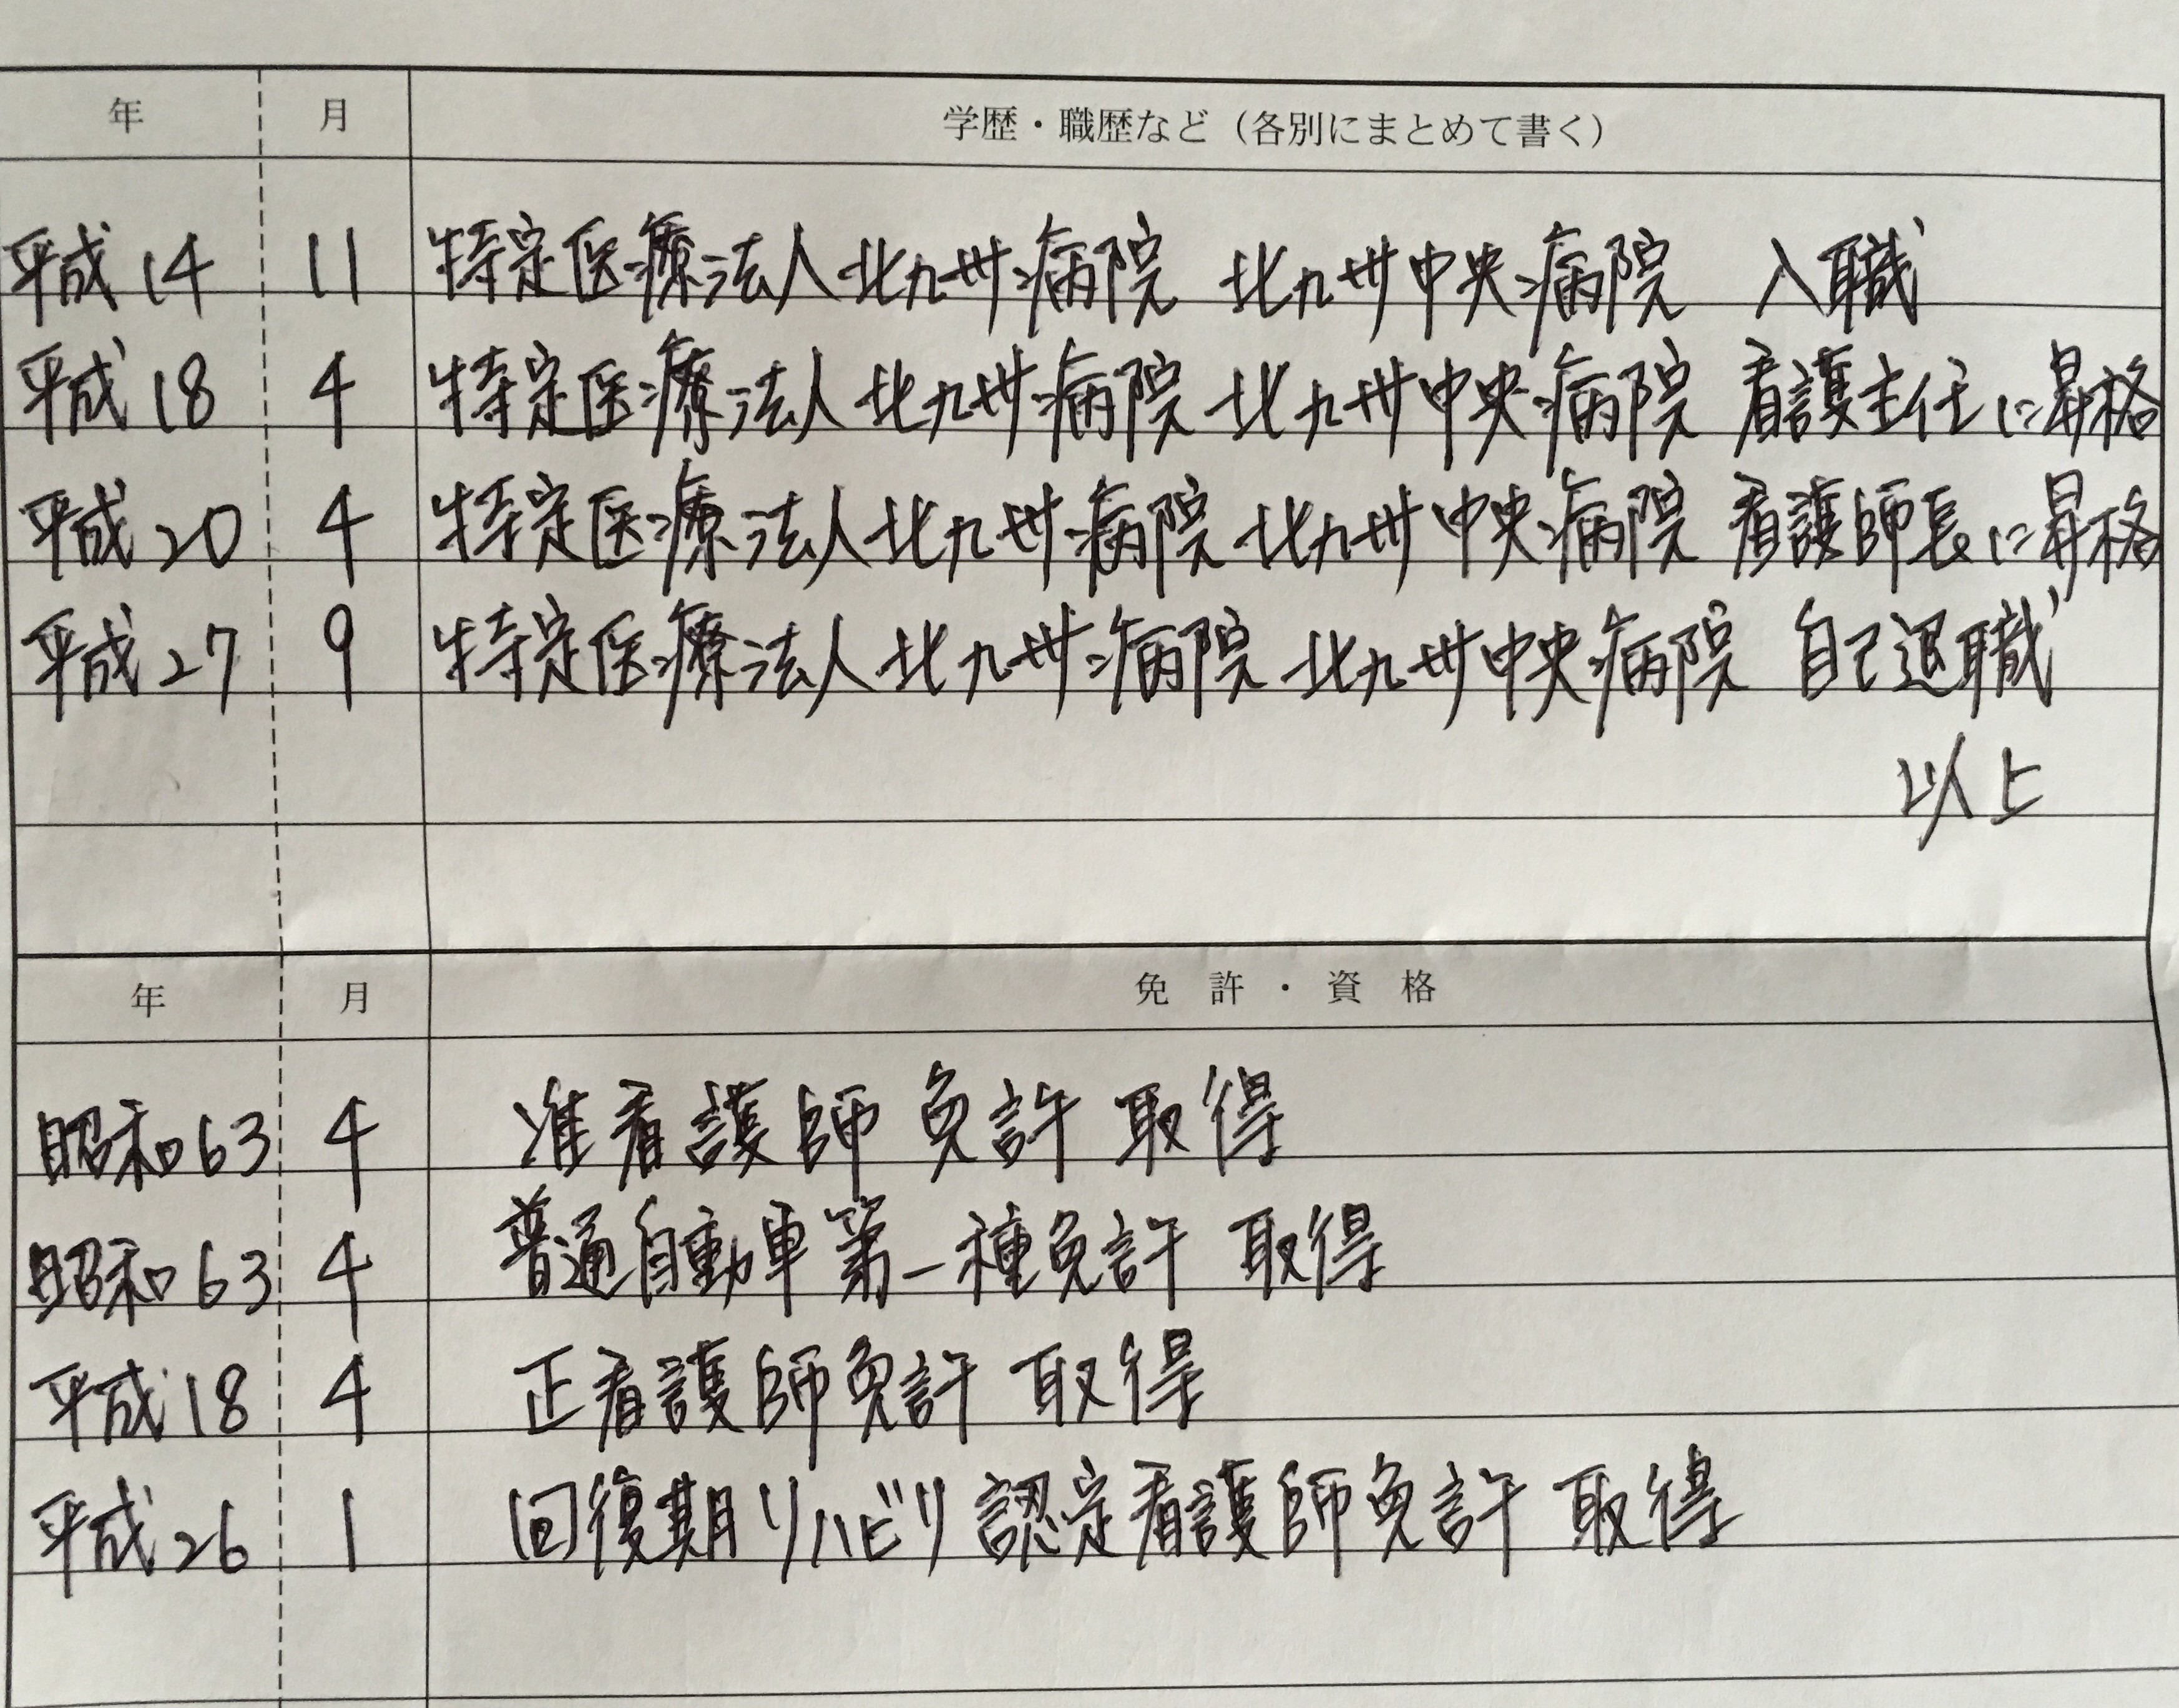 年 月 学歴・職歴など（各別にまとめて書く）
平成14 11 特定医療法人北九州病院 北九州中央病院 入職
平成18 4 特定医療法人北九州病院 北九州中央病院 看護主任に昇格
平成20 4 特定医療法人北九州病院 北九州中央病院 看護師長に昇格
平成27 9 特定医療法人北九州病院 北九州中央病院 自己退職
以上
年 月 免許・資格
昭和63 4 准看護師免許 取得
昭和63 4 普通自動車第一種免許 取得
平成18 4 正看護師免許 取得
平成26 1 回復期リハビリ認定看護師免許 取得